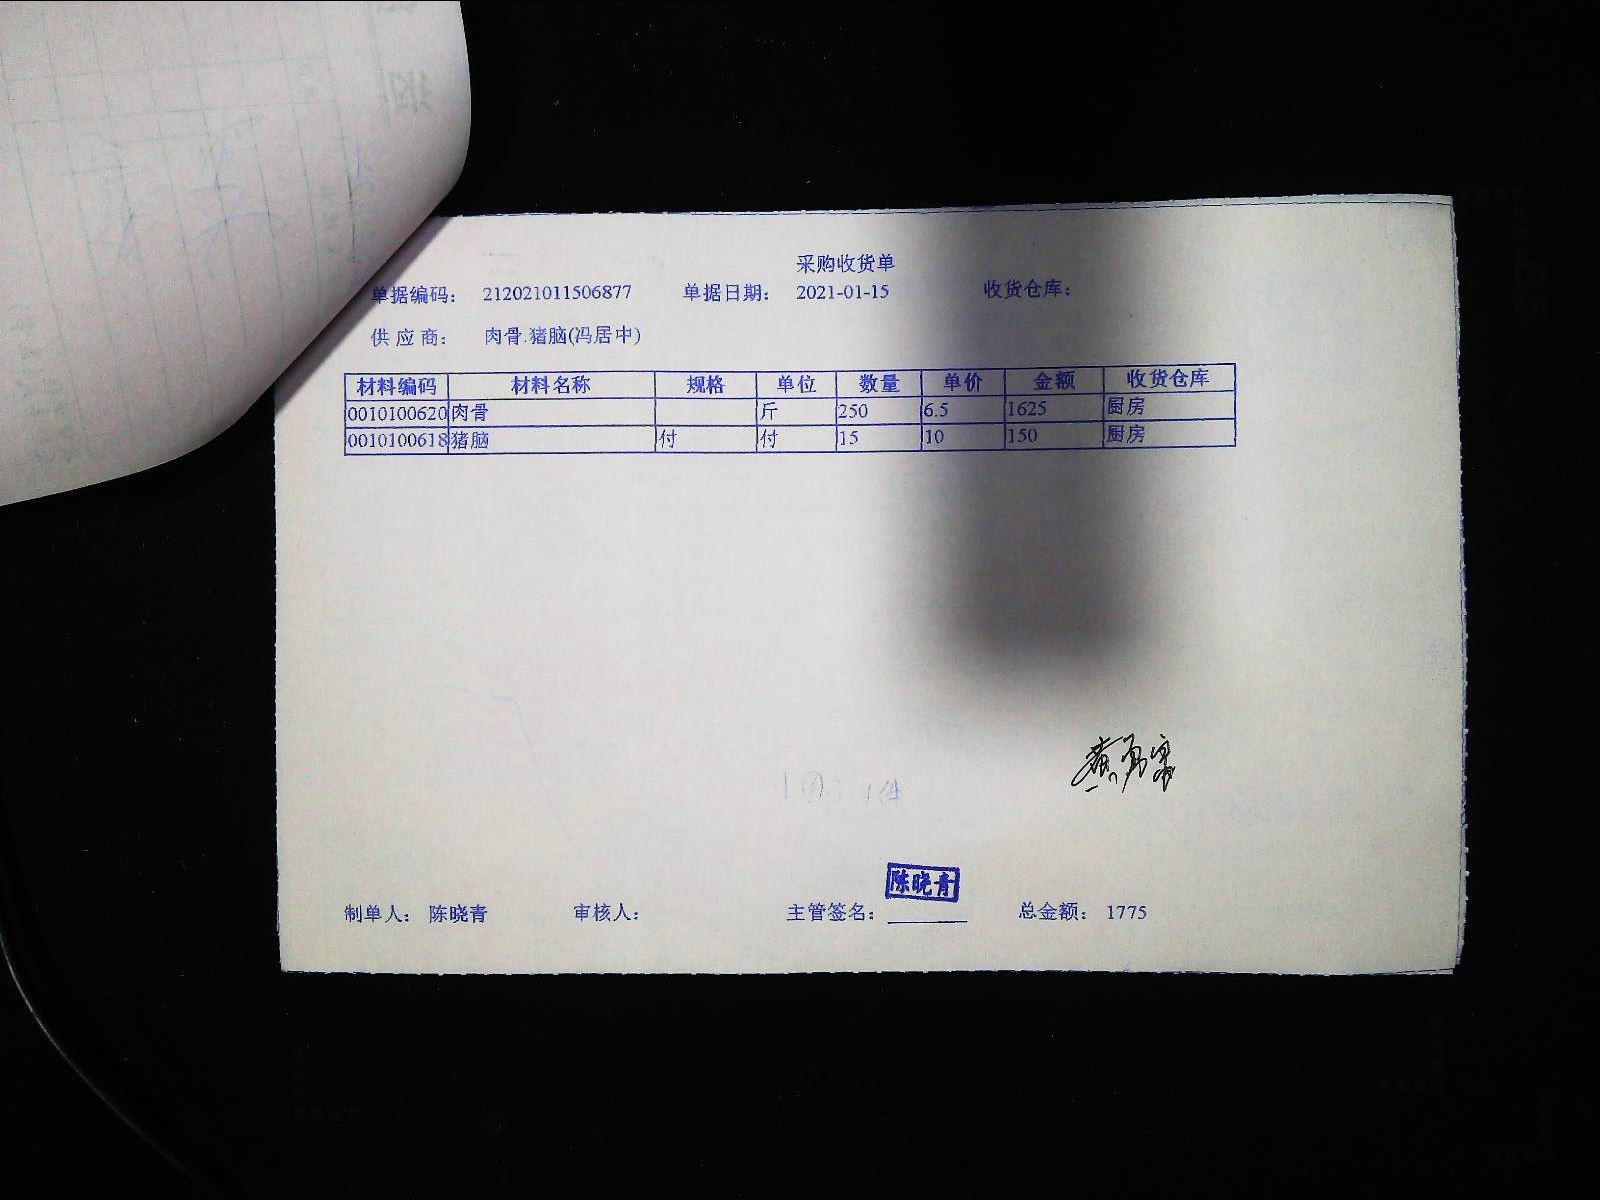 采购收货单
单据编码： 212021011506877 单据日期： 2021-01-15 收货仓库：
供应商： 肉骨.猪脑(冯居中)
材料编码 材料名称 规格 单位 数量 单价 金额 收货仓库
0010100620 肉骨 斤 250 6.5 1625 厨房
0010100618 猪脑 付 付 15 10 150 厨房
陈晓青
制单人： 陈晓青 审核人： 主管签名： 总金额： 1775